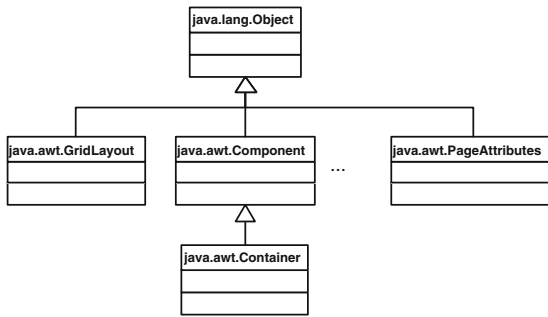 java.lang.Object
java.awt.GridLayout
java.awt.Component
...
java.awt.PageAttributes
java.awt.Container